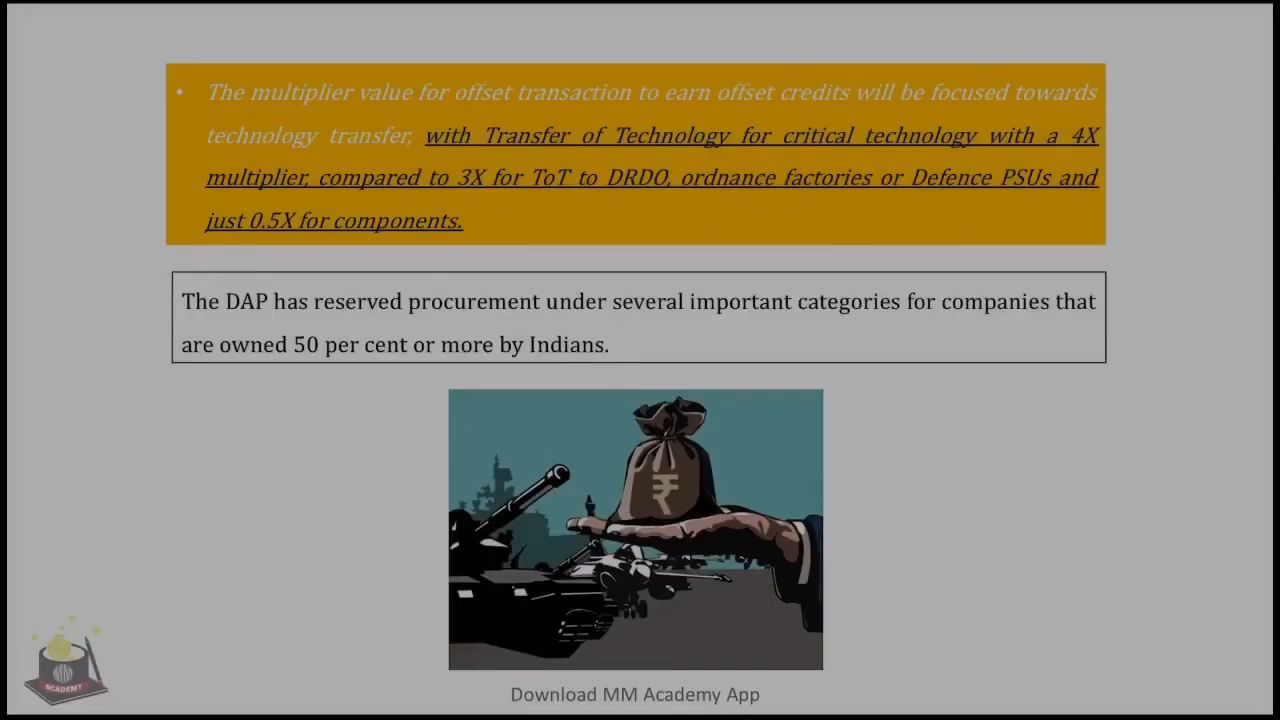 • The multiplier value for offset transaction to earn offset credits will be focused towards
technology transfer, with Transfer of Technology for critical technology with a 4X
multiplier, compared to 3X for ToT to DRDO, ordnance factories or Defence PSUs and
just 0.5X for components.
The DAP has reserved procurement under several important categories for companies that
are owned 50 per cent or more by Indians.
₹
MM
ACADEMY
Download MM Academy App